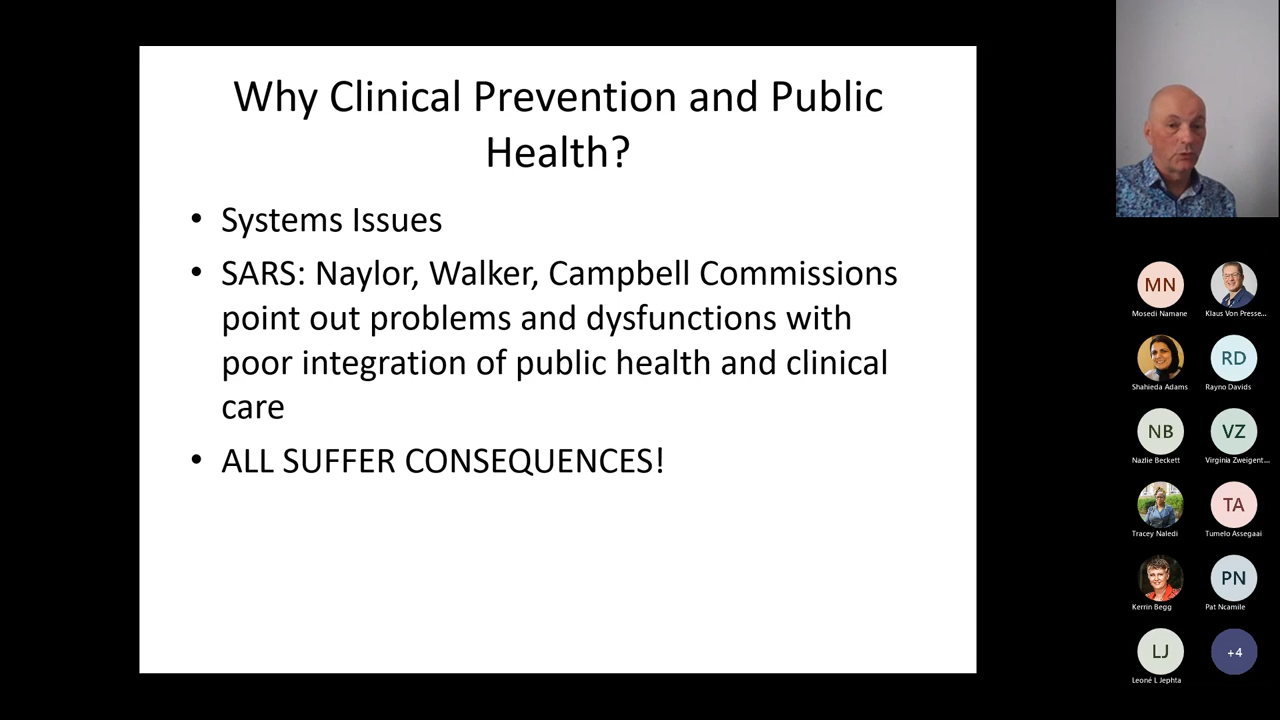 Why Clinical Prevention and Public
Health?
• Systems Issues
• SARS: Naylor, Walker, Campbell Commissions
point out problems and dysfunctions with
poor integration of public health and clinical
care
• ALL SUFFER CONSEQUENCES!
MN
Mosedi Namane
Klaus Von Presse...
Shahieda Adams
RD
Rayno Davids
NB
Nazlie Beckett
VZ
Virginia Zweigent...
Tracey Naledi
TA
Tumelo Assegaai
Kerrin Begg
PN
Pat Ncamile
LJ
Leoné L Jephta
+4